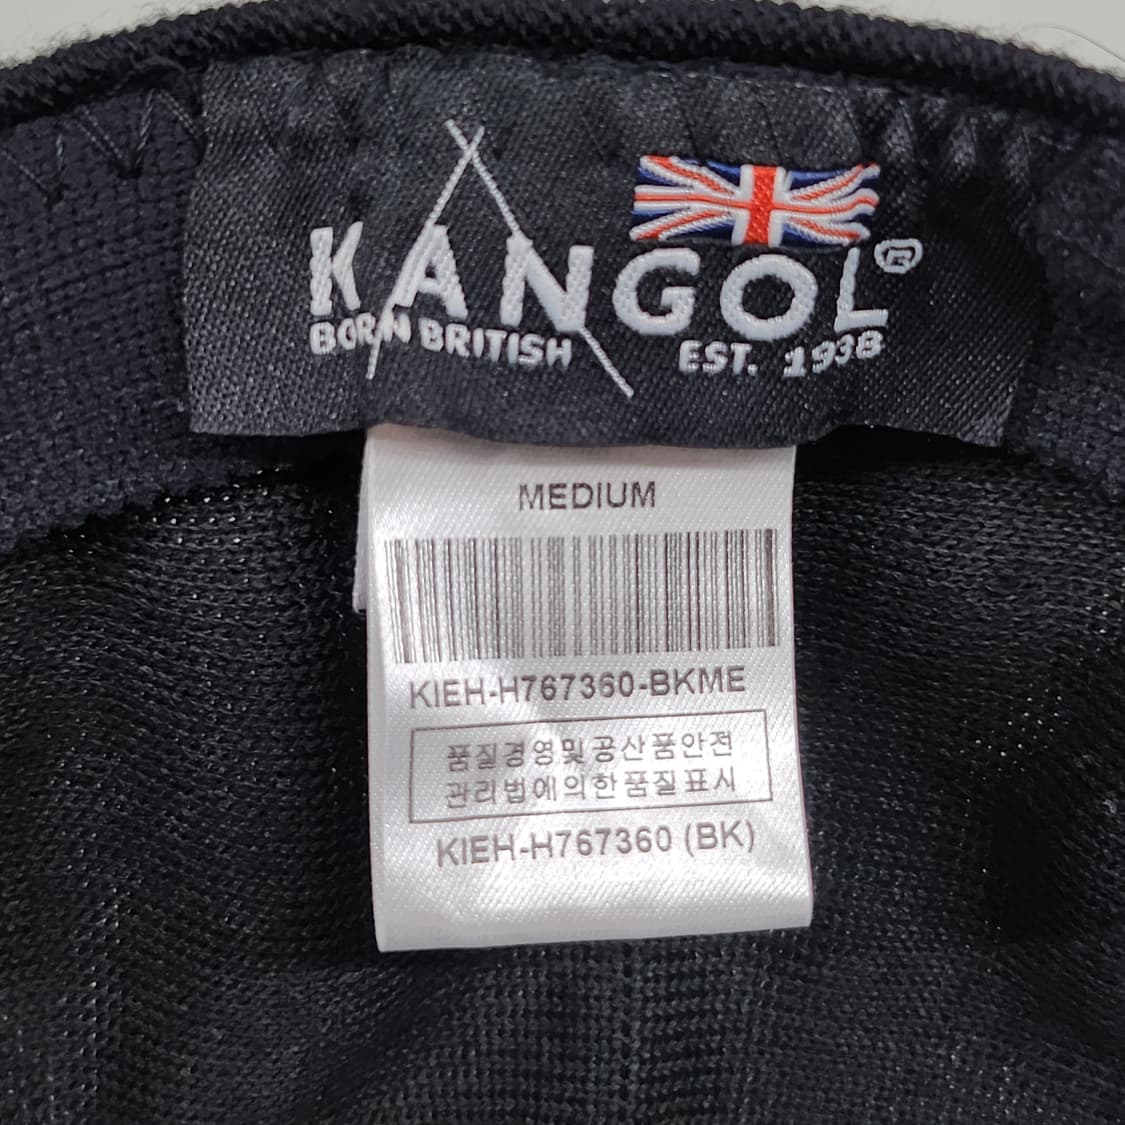 KANGOL®
BORN BRITISH EST. 1938
MEDIUM
KIEH-H767360-BKME
품질경영및공산품안전
관리법에의한품질표시
KIEH-H767360 (BK)